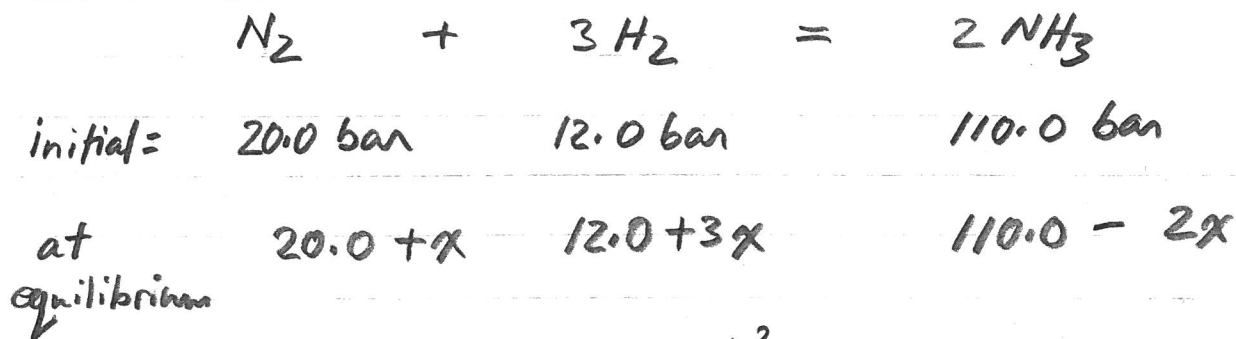 N₂ + 3 H₂ = 2 NH₃
initial= 20.0 bar 12.0 bar 110.0 bar
at equilibrium 20.0 + x 12.0 + 3x 110.0 - 2x
2